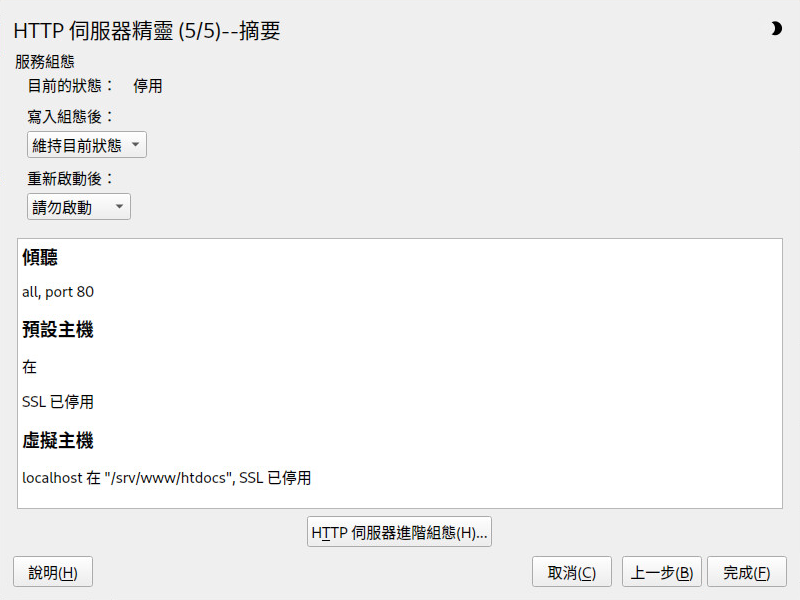 HTTP 伺服器精靈 (5/5)--摘要
服務組態
目前的狀態： 停用
寫入組態後：
維持目前狀態
重新啟動後：
請勿啟動
傾聽
all, port 80
預設主機
在
SSL 已停用
虛擬主機
localhost 在 "/srv/www/htdocs", SSL 已停用
HTTP 伺服器進階組態(H)...
說明(H) 取消(C) 上一步(B) 完成(F)